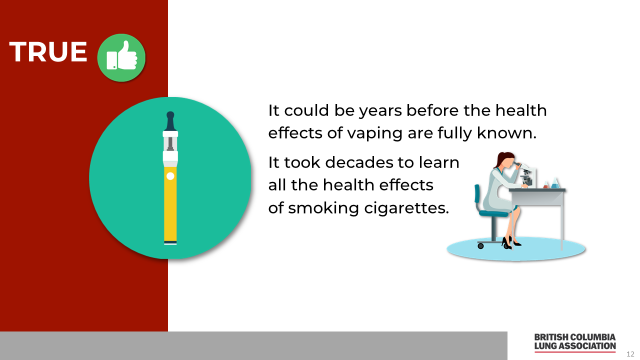 TRUE
It could be years before the health
effects of vaping are fully known.
It took decades to learn
all the health effects
of smoking cigarettes.
BRITISH COLUMBIA
LUNG ASSOCIATION
12